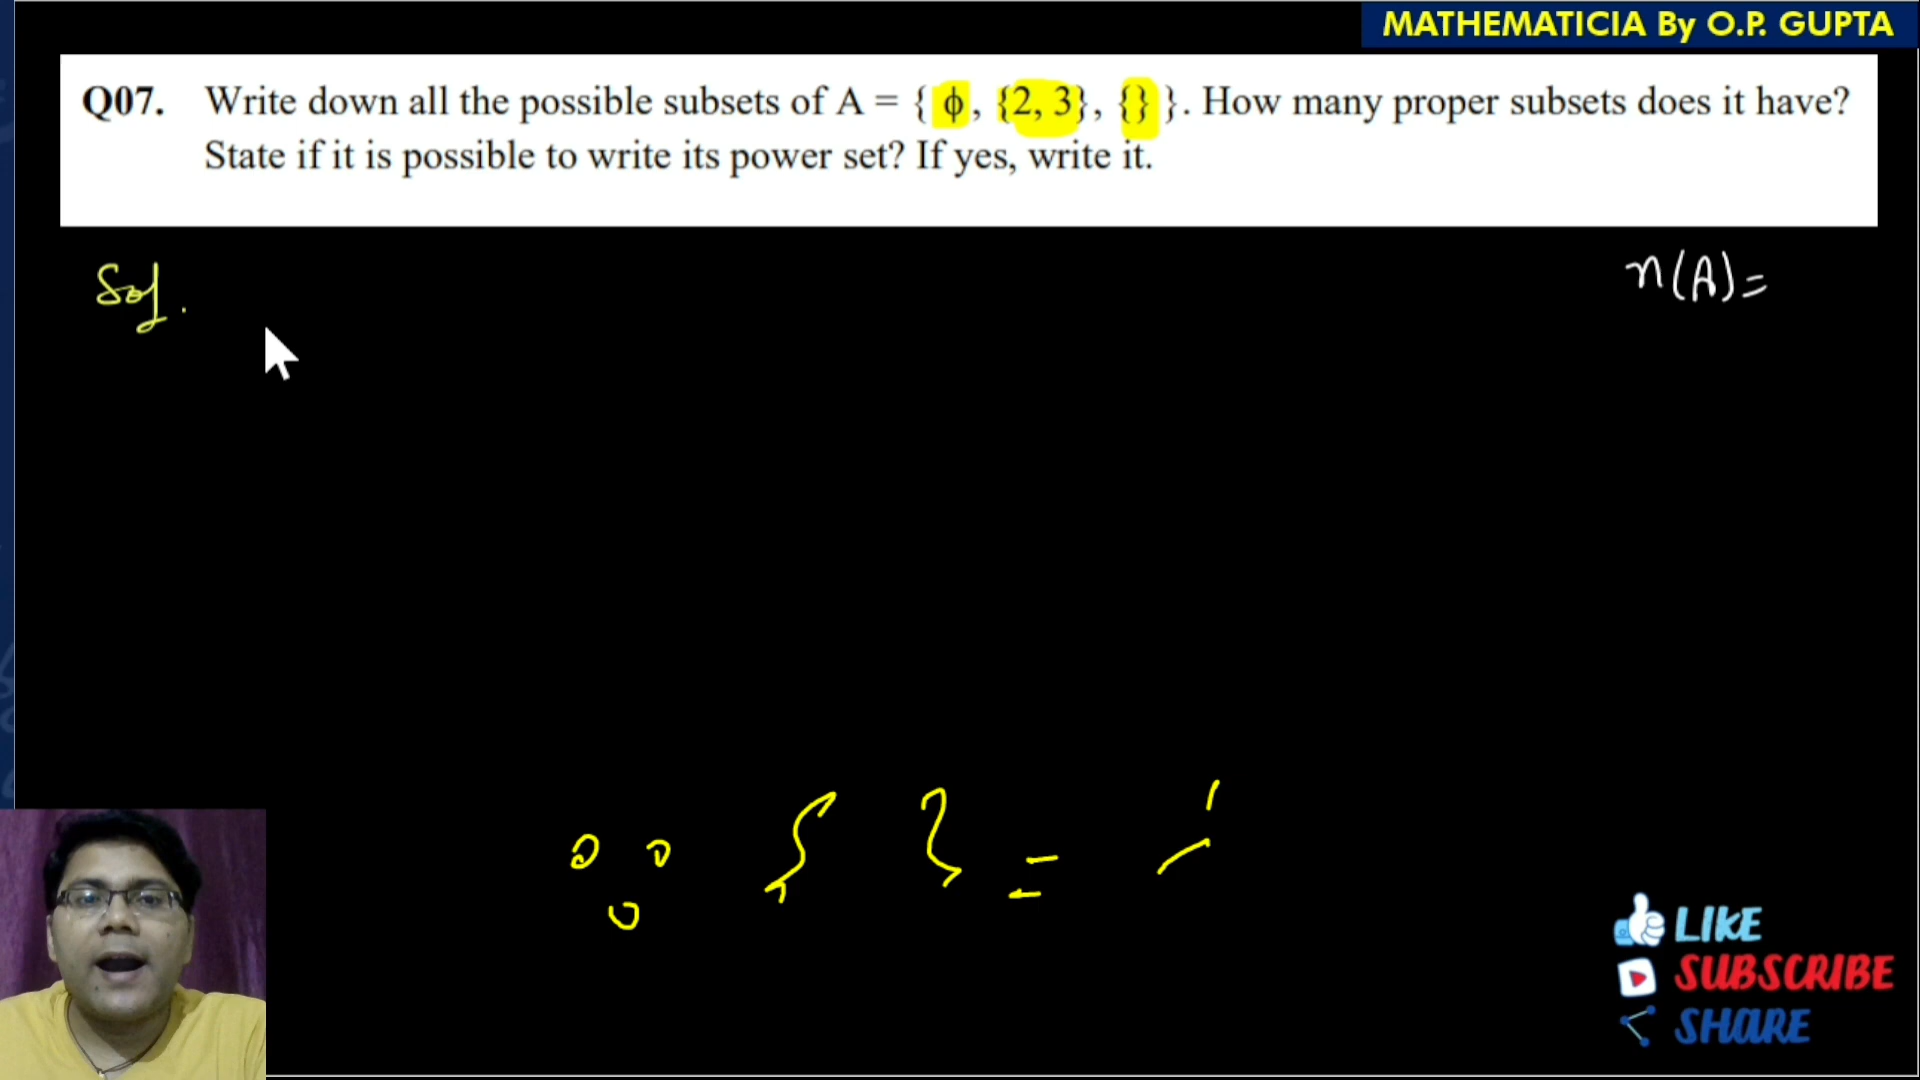 MATHEMATICIA By O.P. GUPTA
Q07. Write down all the possible subsets of A = { ϕ, {2, 3}, {} }. How many proper subsets does it have?
State if it is possible to write its power set? If yes, write it.
Sol.
n(A)=
{ } =
LIKE
SUBSCRIBE
SHARE